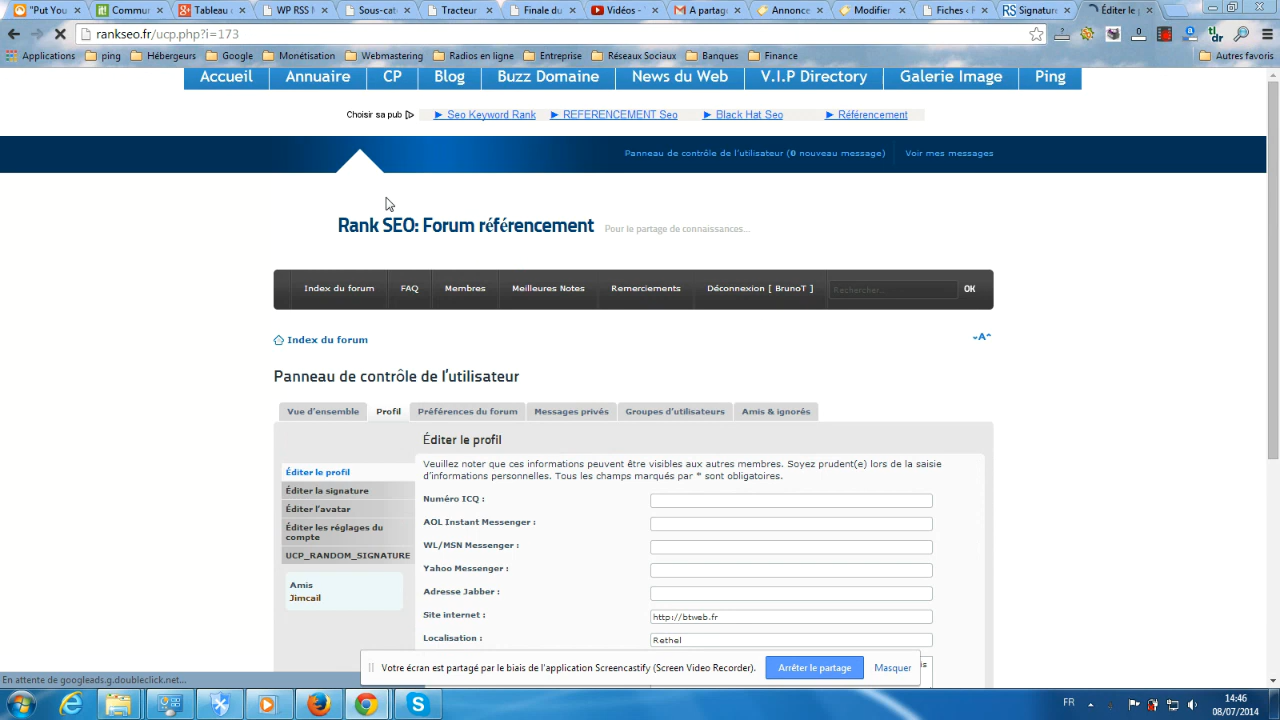 "Put You
Commun
Tableau d
WP RSS M
Sous-cate
Tracteur
Finale du
Vidéos -
A partage
Annonce
Modifier
Fiches ‹ R
Signature
Éditer le p
rankseo.fr/ucp.php?i=173
Applications ping Hébergeurs Google Monétisation Webmastering Radios en ligne Entreprise Réseaux Sociaux Banques Finance Autres favoris
Accueil Annuaire CP Blog Buzz Domaine News du Web V.I.P Directory Galerie Image Ping
Choisir sa pub ► Seo Keyword Rank ► REFERENCEMENT Seo ► Black Hat Seo ► Référencement
Panneau de contrôle de l'utilisateur (0 nouveau message) Voir mes messages
Rank SEO: Forum référencement Pour le partage de connaissances...
Index du forum FAQ Membres Meilleures Notes Remerciements Déconnexion [ BrunoT ] Rechercher... OK
Index du forum
Panneau de contrôle de l'utilisateur
Vue d'ensemble Profil Préférences du forum Messages privés Groupes d'utilisateurs Amis & ignorés
Éditer le profil
Veuillez noter que ces informations peuvent être visibles aux autres membres. Soyez prudent(e) lors de la saisie
d'informations personnelles. Tous les champs marqués par * sont obligatoires.
Éditer le profil
Éditer la signature
Éditer l'avatar
Éditer les réglages du
compte
UCP_RANDOM_SIGNATURE
Amis
Jimcail
Numéro ICQ :
AOL Instant Messenger :
WL/MSN Messenger :
Yahoo Messenger :
Adresse Jabber :
Site internet : http://btweb.fr
Localisation : Rethel
Votre écran est partagé par le biais de l'application Screencastify (Screen Video Recorder). Arrêter le partage Masquer
En attente de googleads.g.doubleclick.net...
FR 14:46
08/07/2014